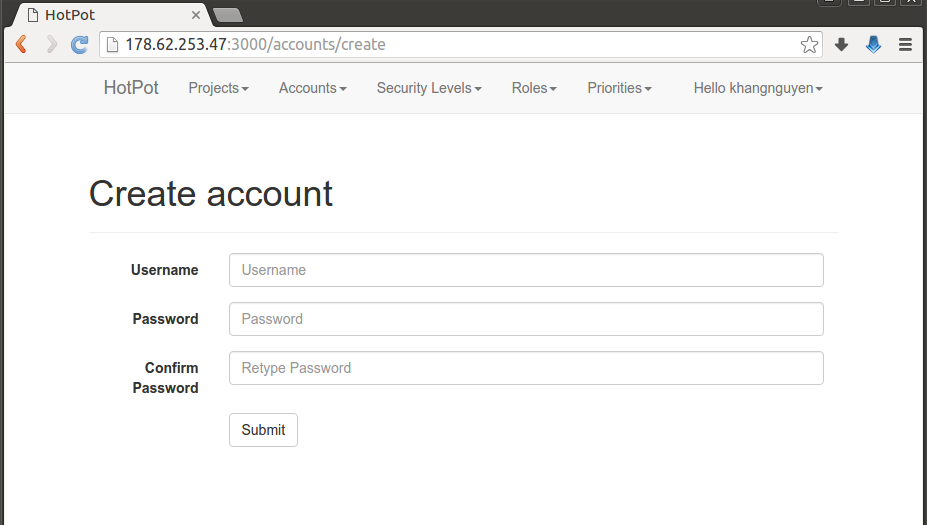 HotPot
178.62.253.47:3000/accounts/create
HotPot Projects Accounts Security Levels Roles Priorities Hello khangnguyen
Create account
Username Username
Password Password
Confirm Retype Password
Password
Submit